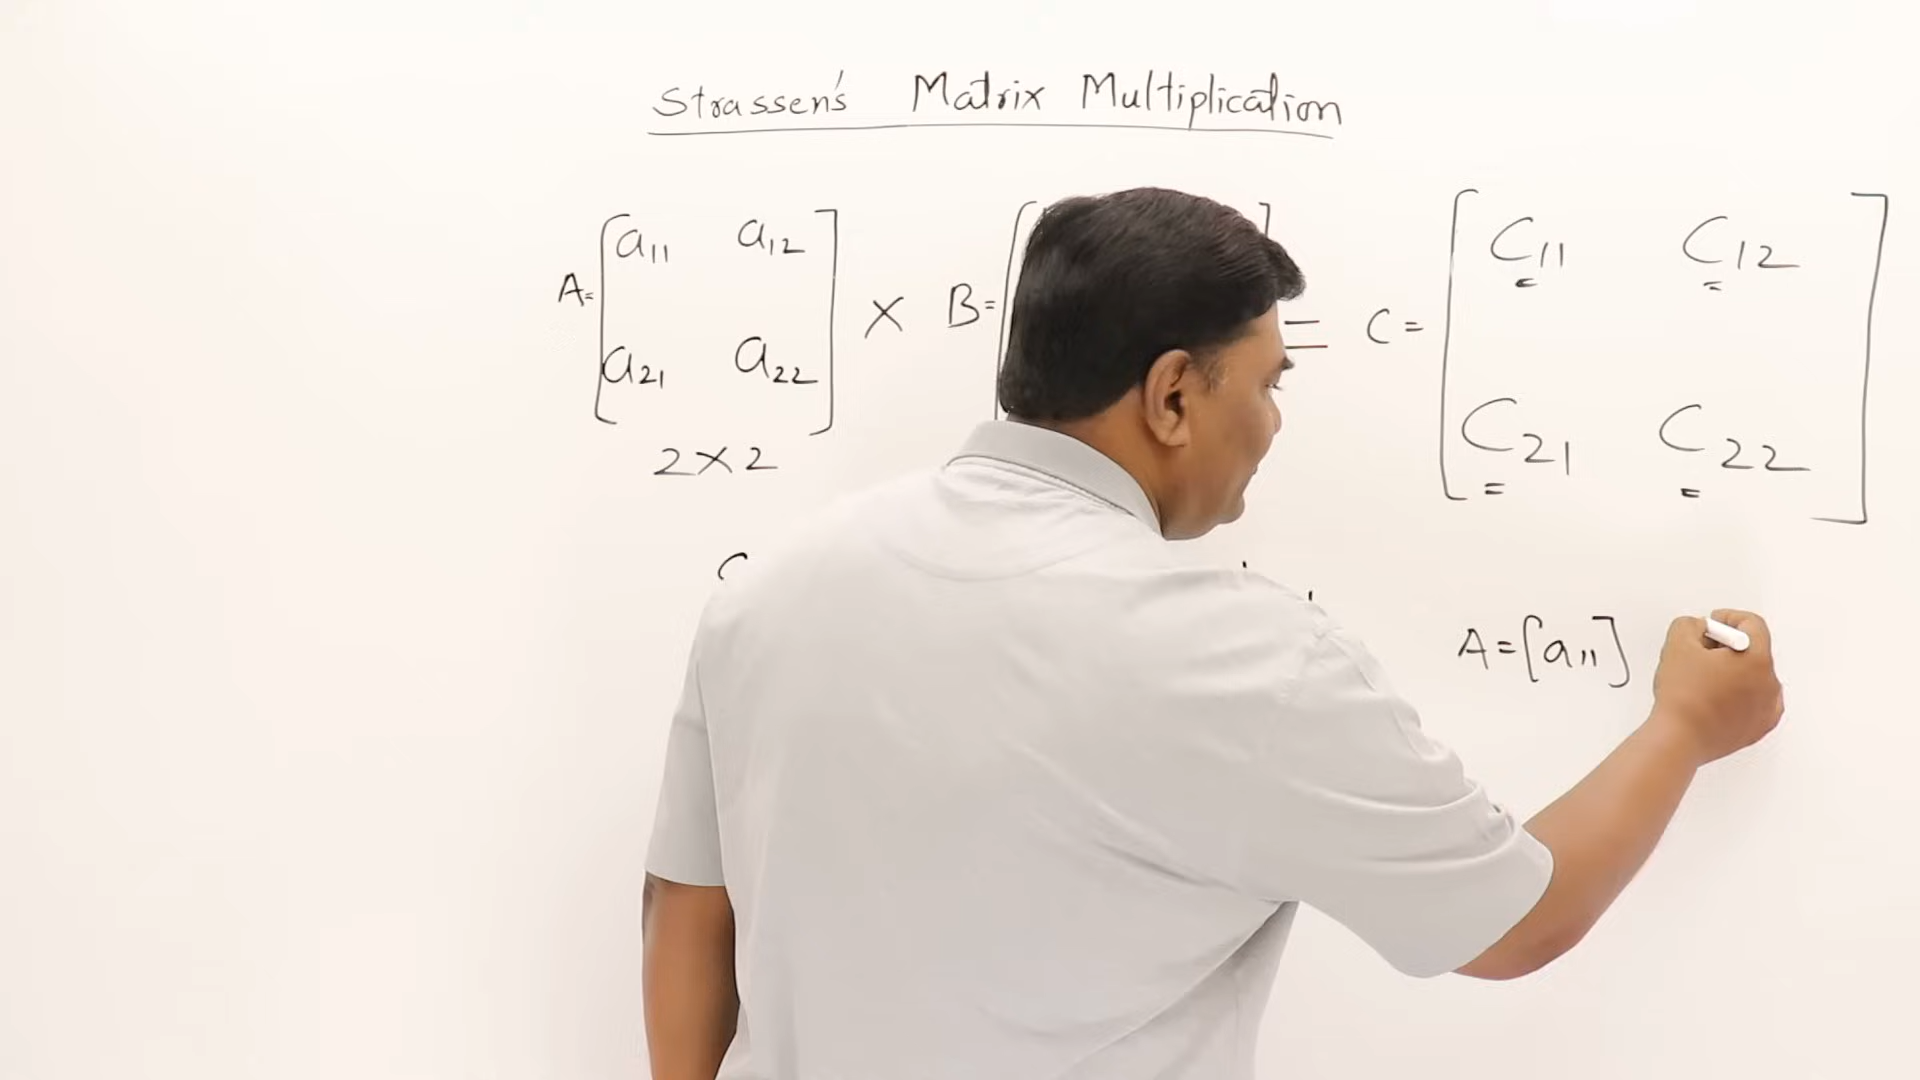 Strassen's Matrix Multiplication
A= [ a11 a12
a21 a22 ] × B= [ ] = C = [ C11 C12
C21 C22 ]
2×2
A=[a11]